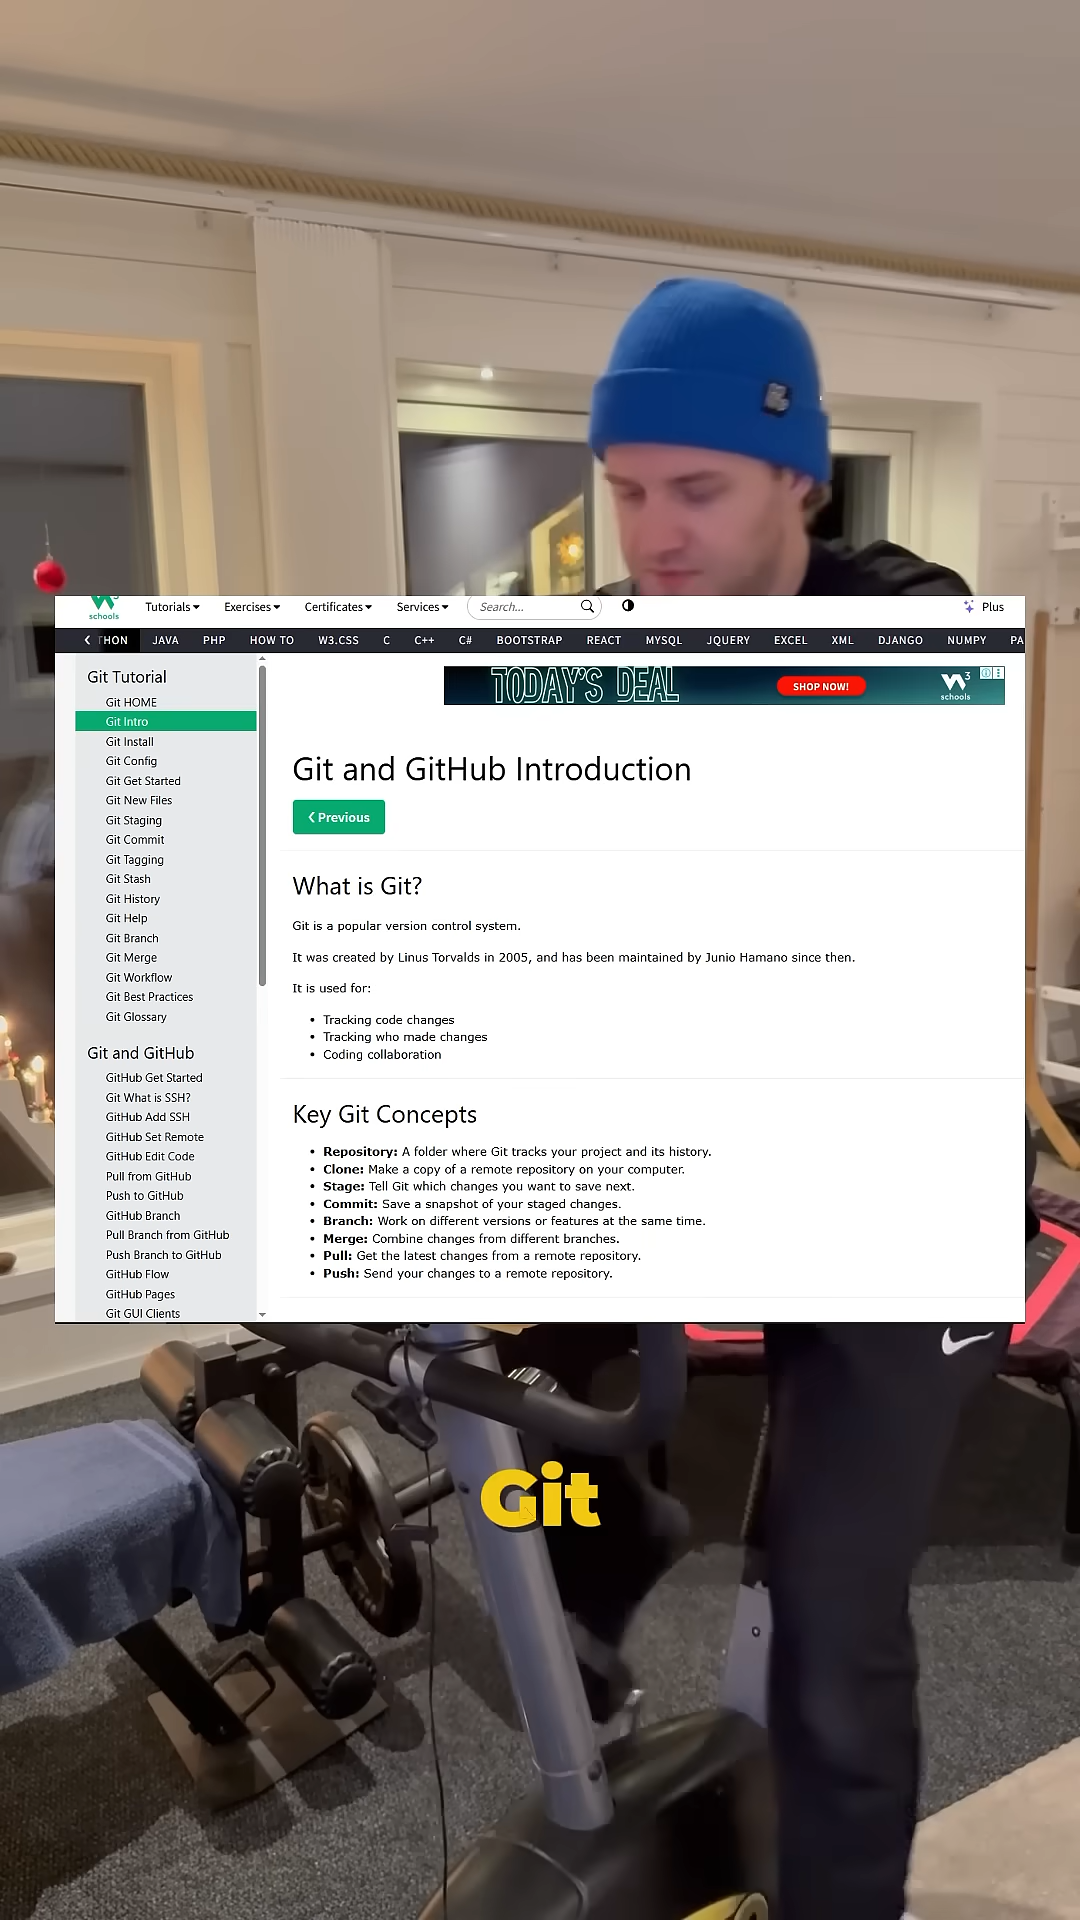 3
schools
Tutorials
Exercises
Certificates
Services
Search...
Plus
THON
JAVA
PHP
HOW TO
W3.CSS
C
C++
C#
BOOTSTRAP
REACT
MYSQL
JQUERY
EXCEL
XML
DJANGO
NUMPY
PA
Git Tutorial
Git HOME
Git Intro
Git Install
Git Config
Git Get Started
Git New Files
Git Staging
Git Commit
Git Tagging
Git Stash
Git History
Git Help
Git Branch
Git Merge
Git Workflow
Git Best Practices
Git Glossary
Git and GitHub
GitHub Get Started
Git What is SSH?
GitHub Add SSH
GitHub Set Remote
GitHub Edit Code
Pull from GitHub
Push to GitHub
GitHub Branch
Pull Branch from GitHub
Push Branch to GitHub
GitHub Flow
GitHub Pages
Git GUI Clients
TODAY'S DEAL
SHOP NOW!
3
schools
Git and GitHub Introduction
❮ Previous
What is Git?
Git is a popular version control system.
It was created by Linus Torvalds in 2005, and has been maintained by Junio Hamano since then.
It is used for:
• Tracking code changes
• Tracking who made changes
• Coding collaboration
Key Git Concepts
• Repository: A folder where Git tracks your project and its history.
• Clone: Make a copy of a remote repository on your computer.
• Stage: Tell Git which changes you want to save next.
• Commit: Save a snapshot of your staged changes.
• Branch: Work on different versions or features at the same time.
• Merge: Combine changes from different branches.
• Pull: Get the latest changes from a remote repository.
• Push: Send your changes to a remote repository.
Git